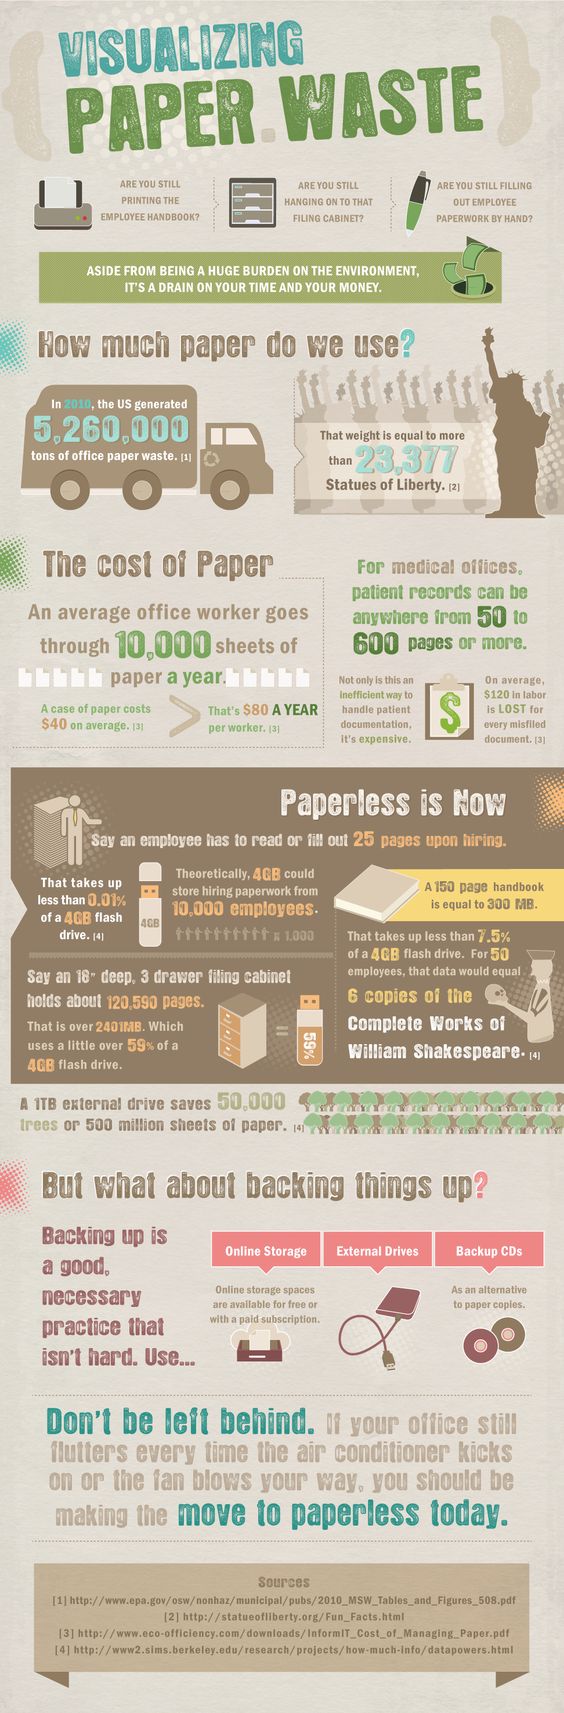 VISUALIZING
PAPER WASTE
ARE YOU STILL
PRINTING THE
EMPLOYEE HANDBOOK?
ARE YOU STILL
HANGING ON TO THAT
FILING CABINET?
ARE YOU STILL FILLING
OUT EMPLOYEE
PAPERWORK BY HAND?
ASIDE FROM BEING A HUGE BURDEN ON THE ENVIRONMENT,
IT'S A DRAIN ON YOUR TIME AND YOUR MONEY.
How much paper do we use?
In 2010, the US generated
5,260,000
tons of office paper waste. [1]
That weight is equal to more
than 23,377
Statues of Liberty. [2]
The cost of Paper
An average office worker goes
through 10,000 sheets of
paper a year.
A case of paper costs
$40 on average. [3]
That's $80 A YEAR
per worker. [3]
For medical offices,
patient records can be
anywhere from 50 to
600 pages or more.
Not only is this an
inefficient way to
handle patient
documentation,
it's expensive.
$
On average,
$120 in labor
is LOST for
every misfiled
document. [3]
Paperless is Now
Say an employee has to read or fill out 25 pages upon hiring.
That takes up
less than 0.01%
of a 4GB flash
drive. [4]
4GB
Theoretically, 4GB could
store hiring paperwork from
10,000 employees.
x 1,000
A 150 page handbook
is equal to 300 MB.
That takes up less than 7.5%
of a 4GB flash drive. For 50
employees, that data would equal
6 copies of the
Complete Works of
William Shakespeare. [4]
Say an 18" deep, 3 drawer filing cabinet
holds about 120,590 pages.
That is over 2401MB. Which
uses a little over 59% of a
4GB flash drive.
=
59%
A 1TB external drive saves 50,000
trees or 500 million sheets of paper. [4]
But what about backing things up?
Backing up is
a good,
necessary
practice that
isn't hard. Use...
Online Storage
External Drives
Backup CDs
Online storage spaces
are available for free or
with a paid subscription.
As an alternative
to paper copies.
Don't be left behind. If your office still
flutters every time the air conditioner kicks
on or the fan blows your way, you should be
making the move to paperless today.
Sources
[1] http://www.epa.gov/osw/nonhaz/municipal/pubs/2010_MSW_Tables_and_Figures_508.pdf
[2] http://statueofliberty.org/Fun_Facts.html
[3] http://www.eco-officiency.com/downloads/InformIT_Cost_of_Managing_Paper.pdf
[4] http://www2.sims.berkeley.edu/research/projects/how-much-info/datapowers.html